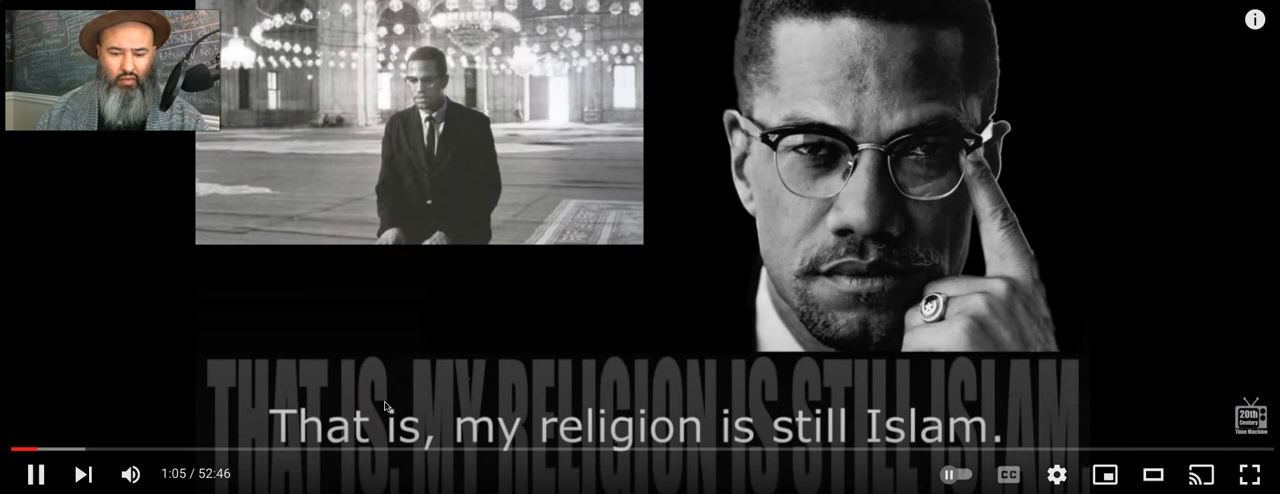 THAT IS, MY RELIGION IS STILL ISLAM.
That is, my religion is still Islam.
20th
Century
Time Machine
1:05 / 52:46
CC